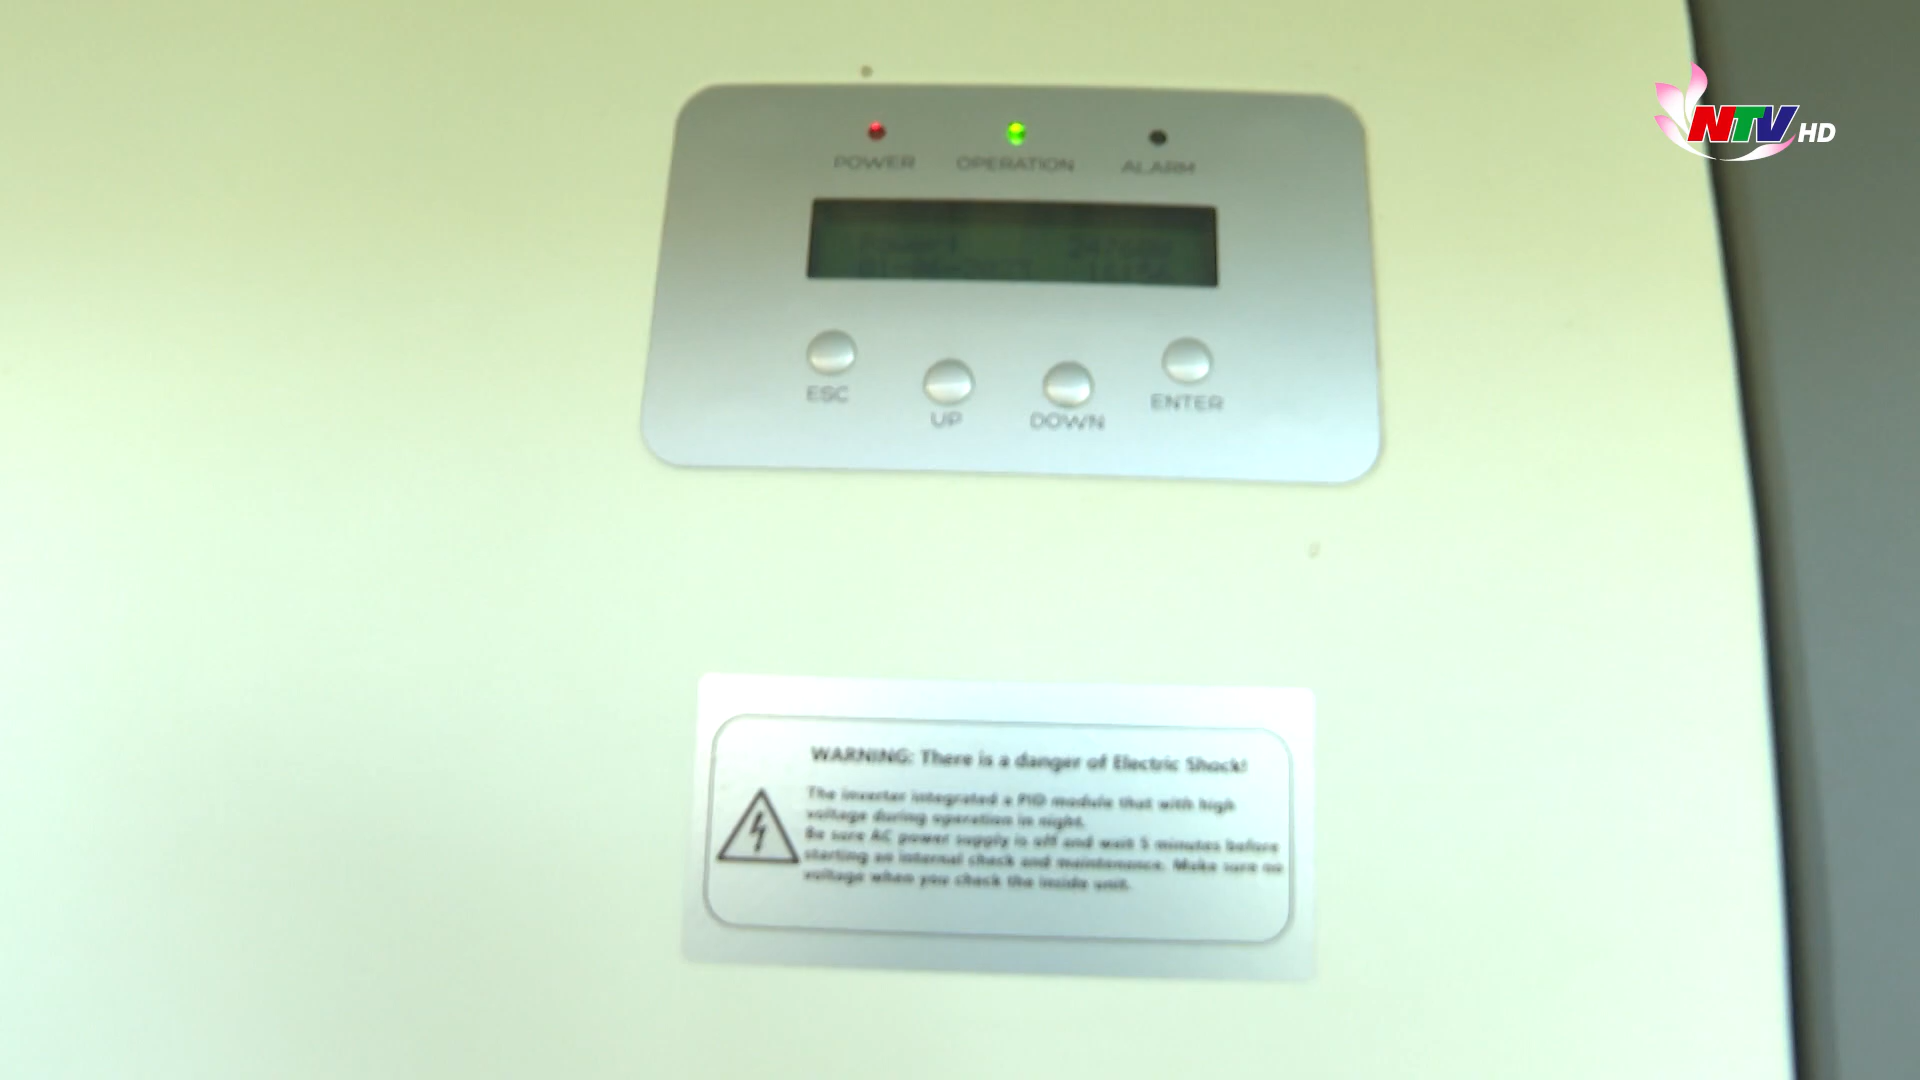 NTV HD
POWER OPERATION ALARM
ESC UP DOWN ENTER
WARNING: There is a danger of Electric Shock!
The inverter integrated a PID module that with high
voltage during operation in night.
Be sure AC power supply is off and wait 5 minutes before
starting an internal check and maintenance. Make sure no
voltage when you check the inside unit.